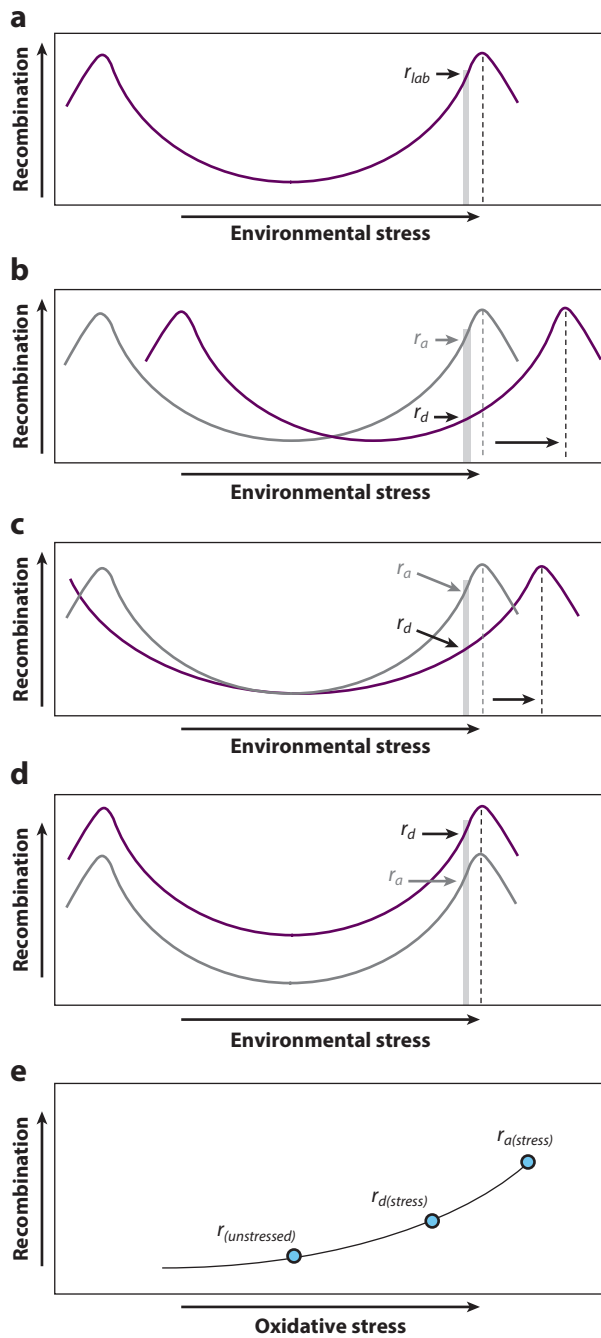 a
Recombination
r_lab
Environmental stress
b
Recombination
r_a
r_d
Environmental stress
c
Recombination
r_a
r_d
Environmental stress
d
Recombination
r_d
r_a
Environmental stress
e
Recombination
r_a(stress)
r_d(stress)
r_(unstressed)
Oxidative stress